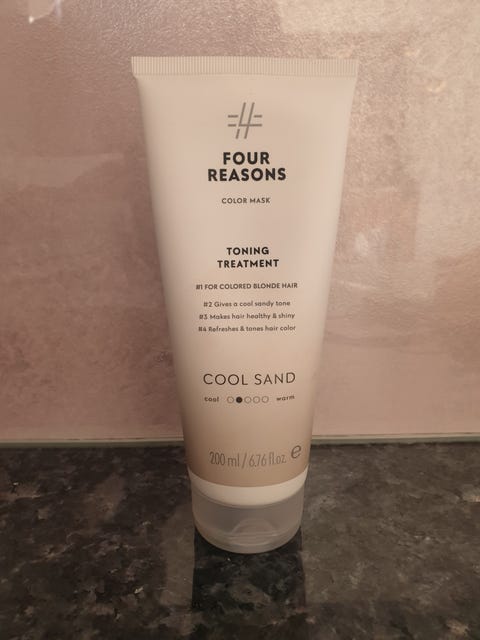 FOUR
REASONS
COLOR MASK
TONING
TREATMENT
#1 FOR COLORED BLONDE HAIR
#2 Gives a cool sandy tone
#3 Makes hair healthy & shiny
#4 Refreshes & tones hair color
COOL SAND
cool warm
200 ml / 6.76 fl.oz. e